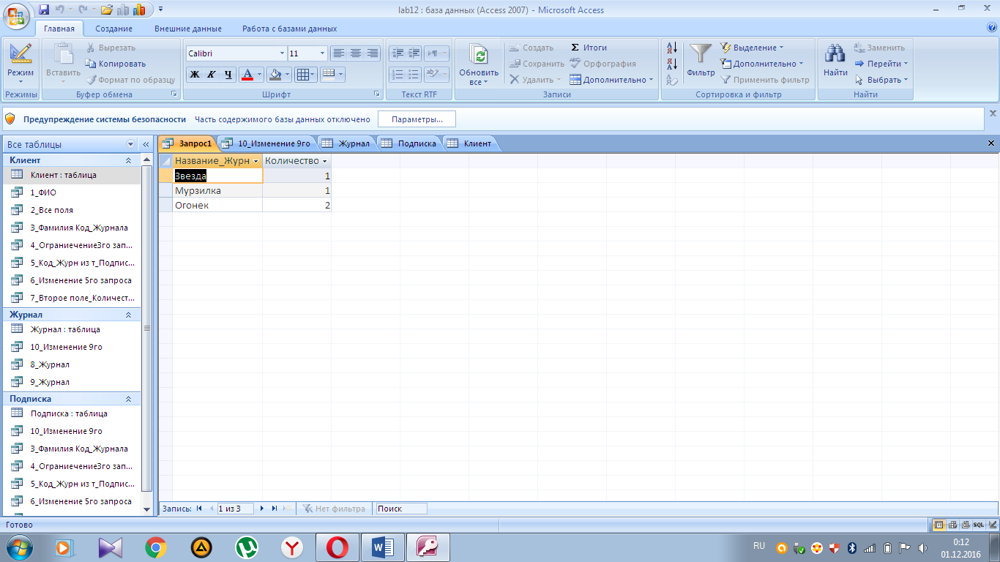 lab12 : база данных (Access 2007) - Microsoft Access
Главная Создание Внешние данные Работа с базами данных
Режим
Режимы
Вставить
Вырезать
Копировать
Формат по образцу
Буфер обмена
Calibri 11
Ж К Ч А
Шрифт
Текст RTF
Обновить все
Создать
Сохранить
Удалить
Итоги
Орфография
Дополнительно
Записи
Фильтр
Выделение
Дополнительно
Применить фильтр
Сортировка и фильтр
Найти
Заменить
Перейти
Выбрать
Найти
Предупреждение системы безопасности Часть содержимого базы данных отключено Параметры...
Все таблицы
Клиент
Клиент : таблица
1_ФИО
2_Все поля
3_Фамилия Код_Журнала
4_Ограниечение3го зап...
5_Код_Журн из т_Подпис...
6_Изменение 5го запроса
7_Второе поле_Количест...
Журнал
Журнал : таблица
10_Изменение 9го
8_Журнал
9_Журнал
Подписка
Подписка : таблица
10_Изменение 9го
3_Фамилия Код_Журнала
4_Ограниечение3го зап...
5_Код_Журн из т_Подпис...
6_Изменение 5го запроса
Запрос1 10_Изменение 9го Журнал Подписка Клиент
Название_Журн Количество
Звезда 1
Мурзилка 1
Огонек 2
Запись: 1 из 3 Нет фильтра Поиск
Готово
SQL
RU
0:12
01.12.2016